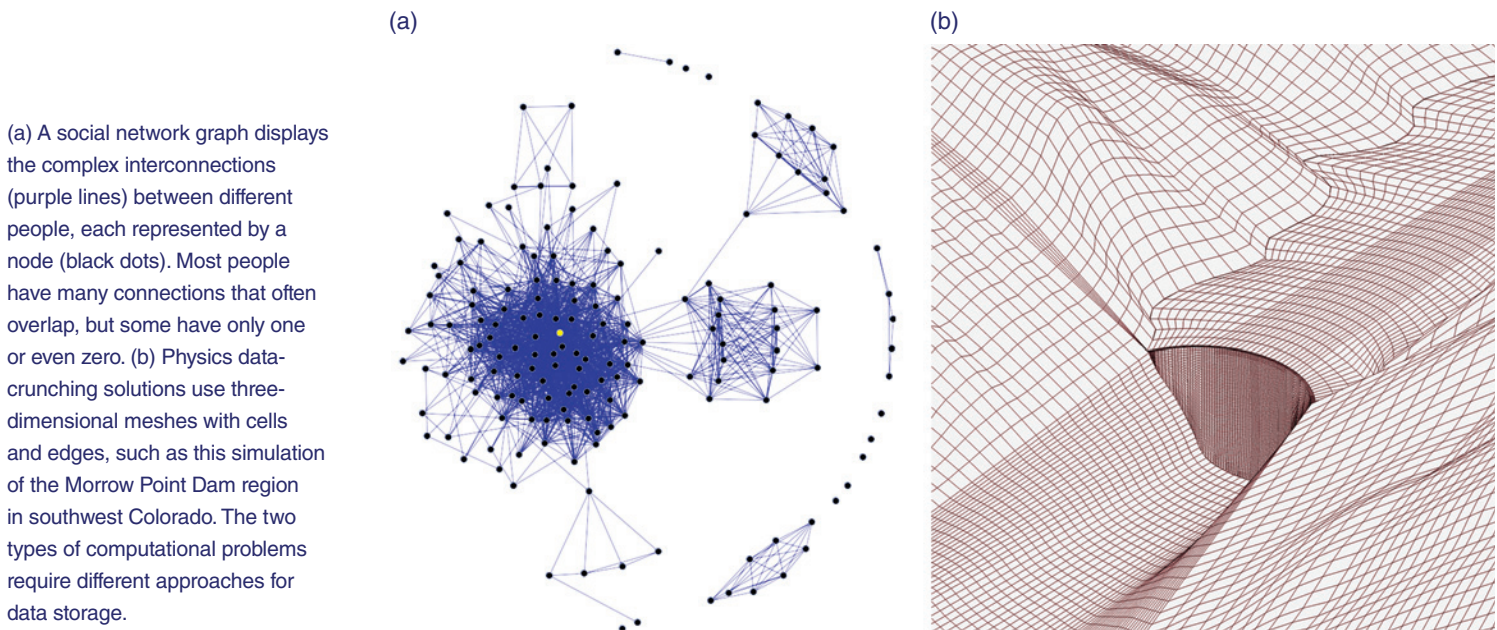 (a)
(b)
(a) A social network graph displays
the complex interconnections
(purple lines) between different
people, each represented by a
node (black dots). Most people
have many connections that often
overlap, but some have only one
or even zero. (b) Physics data-
crunching solutions use three-
dimensional meshes with cells
and edges, such as this simulation
of the Morrow Point Dam region
in southwest Colorado. The two
types of computational problems
require different approaches for
data storage.